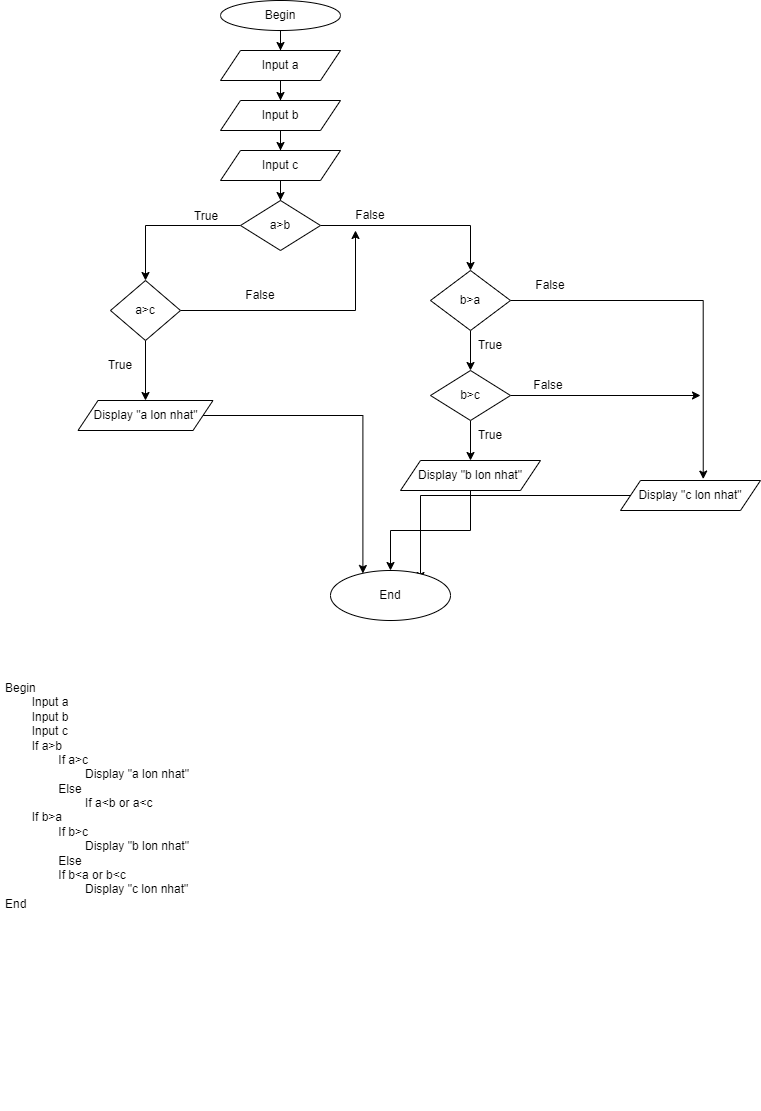 Begin
Input a
Input b
Input c
a>b
True
False
a>c
False
True
Display "a lon nhat"
b>a
False
True
b>c
False
True
Display "b lon nhat"
Display "c lon nhat"
End
Begin
Input a
Input b
Input c
If a>b
If a>c
Display "a lon nhat"
Else
If a<b or a<c
If b>a
If b>c
Display "b lon nhat"
Else
If b<a or b<c
Display "c lon nhat"
End